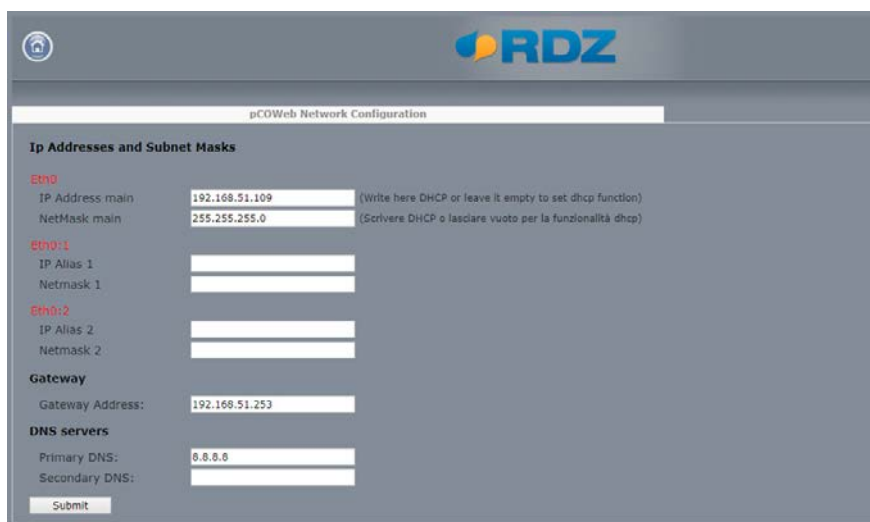 RDZ
pCOWeb Network Configuration
Ip Addresses and Subnet Masks
Eth0
IP Address main 192.168.51.109 (Write here DHCP or leave it empty to set dhcp function)
NetMask main 255.255.255.0 (Scrivere DHCP o lasciare vuoto per la funzionalità dhcp)
Eth0:1
IP Alias 1
Netmask 1
Eth0:2
IP Alias 2
Netmask 2
Gateway
Gateway Address: 192.168.51.253
DNS servers
Primary DNS: 8.8.8.8
Secondary DNS:
Submit